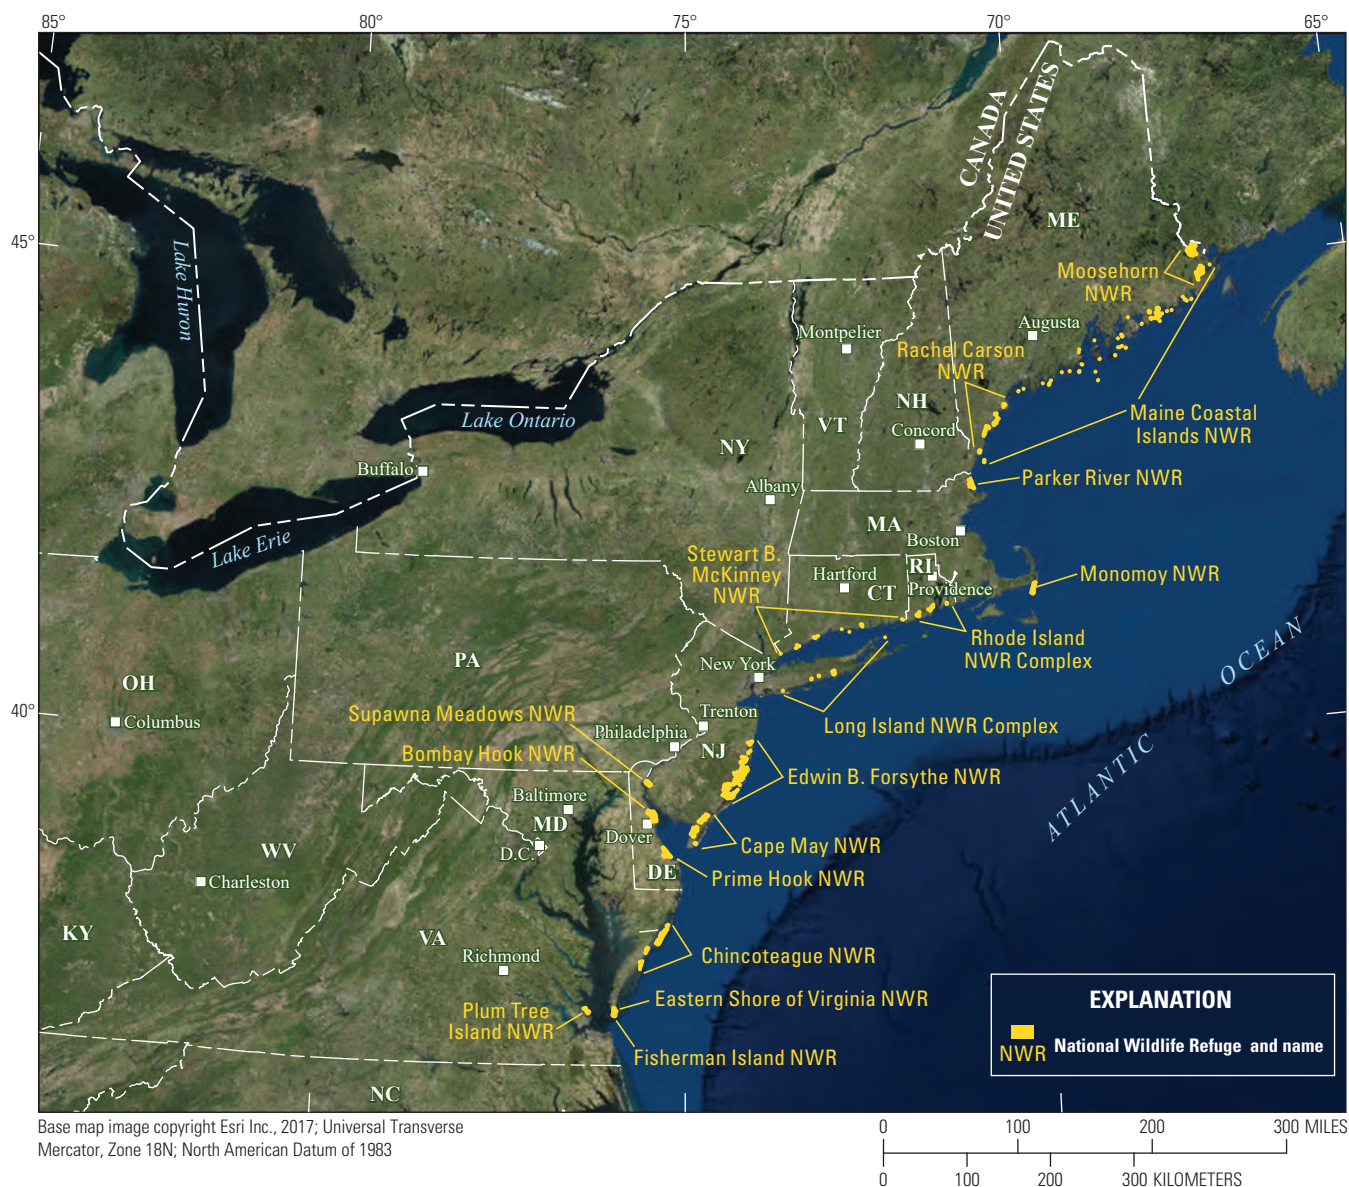 85°
80°
75°
70°
65°
CANADA
UNITED STATES
ME
45°
Lake Huron
Moosehorn
NWR
Augusta
Montpelier
Rachel Carson
NWR
Lake Ontario
NH
VT
Concord
Maine Coastal
Islands NWR
NY
Buffalo
Albany
Parker River NWR
MA
Boston
Lake Erie
Stewart B.
McKinney
NWR
Hartford
CT
RI
Providence
Monomoy NWR
Rhode Island
NWR Complex
PA
New York
OH
Columbus
40°
Supawna Meadows NWR
Trenton
Philadelphia
Long Island NWR Complex
Bombay Hook NWR
NJ
Edwin B. Forsythe NWR
ATLANTIC OCEAN
Baltimore
MD
Dover
D.C.
Cape May NWR
WV
DE
Prime Hook NWR
Charleston
KY
VA
Richmond
Chincoteague NWR
Plum Tree
Island NWR
Eastern Shore of Virginia NWR
Fisherman Island NWR
NC
EXPLANATION
NWR National Wildlife Refuge and name
Base map image copyright Esri Inc., 2017; Universal Transverse
Mercator, Zone 18N; North American Datum of 1983
0 100 200 300 MILES
0 100 200 300 KILOMETERS